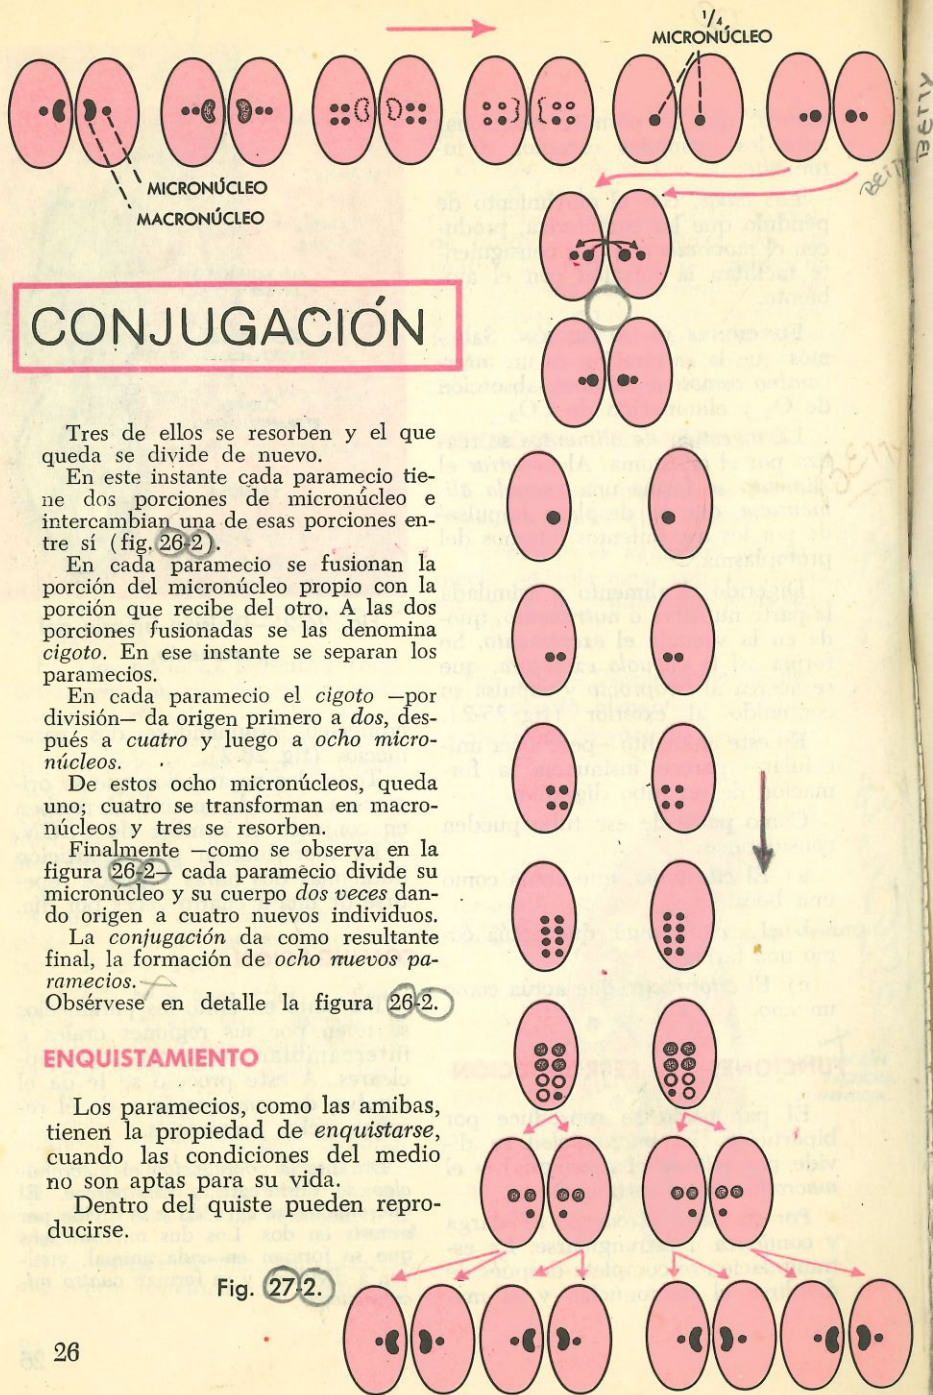 1/4
MICRONÚCLEO
MICRONÚCLEO
MACRONÚCLEO
BETTY
BETTY
CONJUGACIÓN
Tres de ellos se resorben y el que
queda se divide de nuevo.
En este instante cada paramecio tie-
ne dos porciones de micronúcleo e
intercambian una de esas porciones en-
tre sí (fig. 26-2).
En cada paramecio se fusionan la
porción del micronúcleo propio con la
porción que recibe del otro. A las dos
porciones fusionadas se las denomina
cigoto. En ese instante se separan los
paramecios.
En cada paramecio el cigoto —por
división— da origen primero a dos, des-
pués a cuatro y luego a ocho micro-
núcleos.
De estos ocho micronúcleos, queda
uno; cuatro se transforman en macro-
núcleos y tres se resorben.
Finalmente —como se observa en la
figura 26-2— cada paramecio divide su
micronúcleo y su cuerpo dos veces dan-
do origen a cuatro nuevos individuos.
La conjugación da como resultante
final, la formación de ocho nuevos pa-
ramecios.
Obsérvese en detalle la figura 26-2.
ENQUISTAMIENTO
Los paramecios, como las amibas,
tienen la propiedad de enquistarse,
cuando las condiciones del medio
no son aptas para su vida.
Dentro del quiste pueden repro-
ducirse.
Fig. 27-2.
26